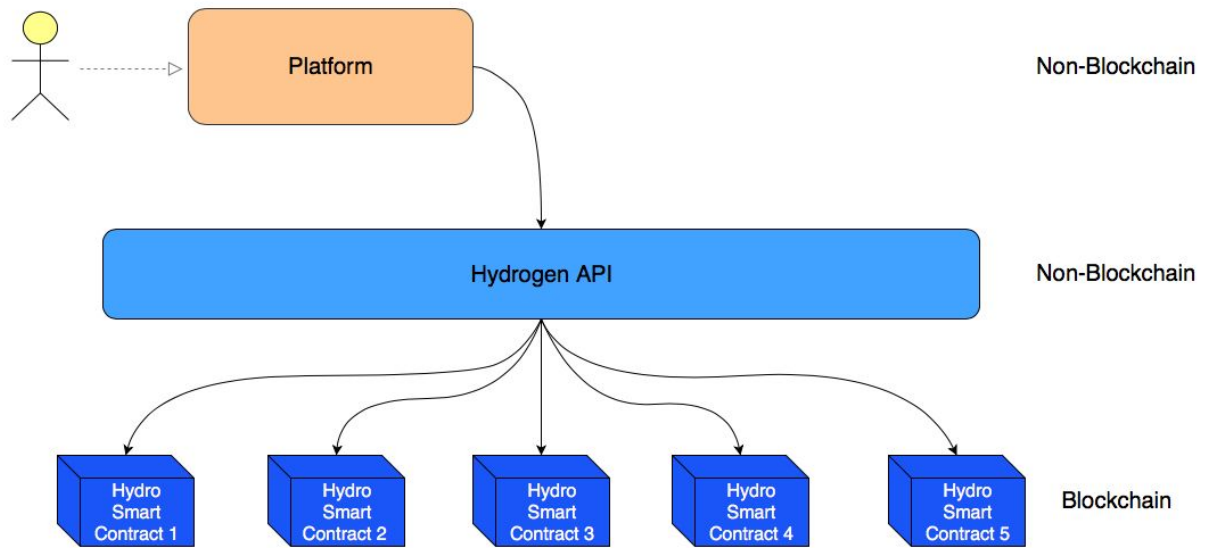 Platform
Non-Blockchain
Hydrogen API
Non-Blockchain
Hydro
Smart
Contract 1
Hydro
Smart
Contract 2
Hydro
Smart
Contract 3
Hydro
Smart
Contract 4
Hydro
Smart
Contract 5
Blockchain